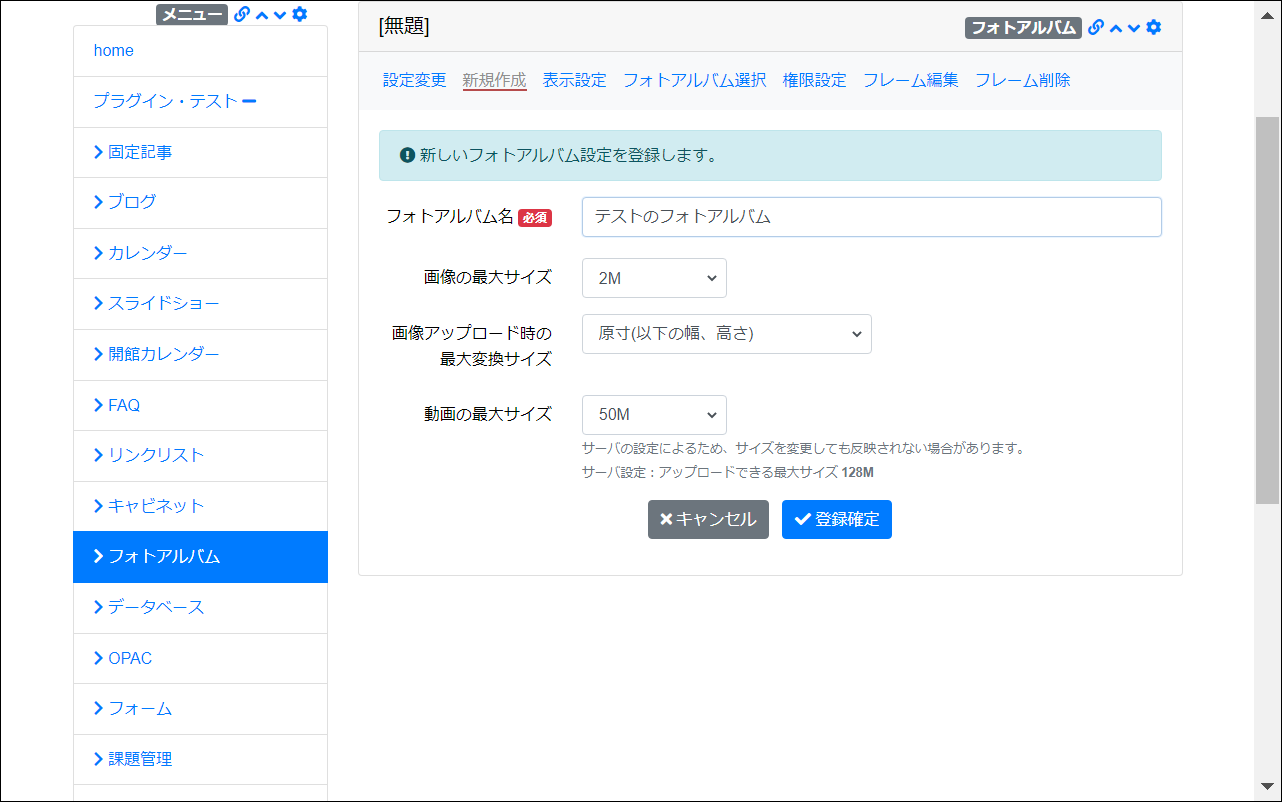 メニュー
home
プラグイン・テスト
固定記事
ブログ
カレンダー
スライドショー
開館カレンダー
FAQ
リンクリスト
キャビネット
フォトアルバム
データベース
OPAC
フォーム
課題管理
[無題]
フォトアルバム
設定変更 新規作成 表示設定 フォトアルバム選択 権限設定 フレーム編集 フレーム削除
新しいフォトアルバム設定を登録します。
フォトアルバム名 必須 テストのフォトアルバム
画像の最大サイズ 2M
画像アップロード時の 原寸(以下の幅、高さ)
最大変換サイズ
動画の最大サイズ 50M
サーバの設定によるため、サイズを変更しても反映されない場合があります。
サーバ設定：アップロードできる最大サイズ 128M
キャンセル 登録確定